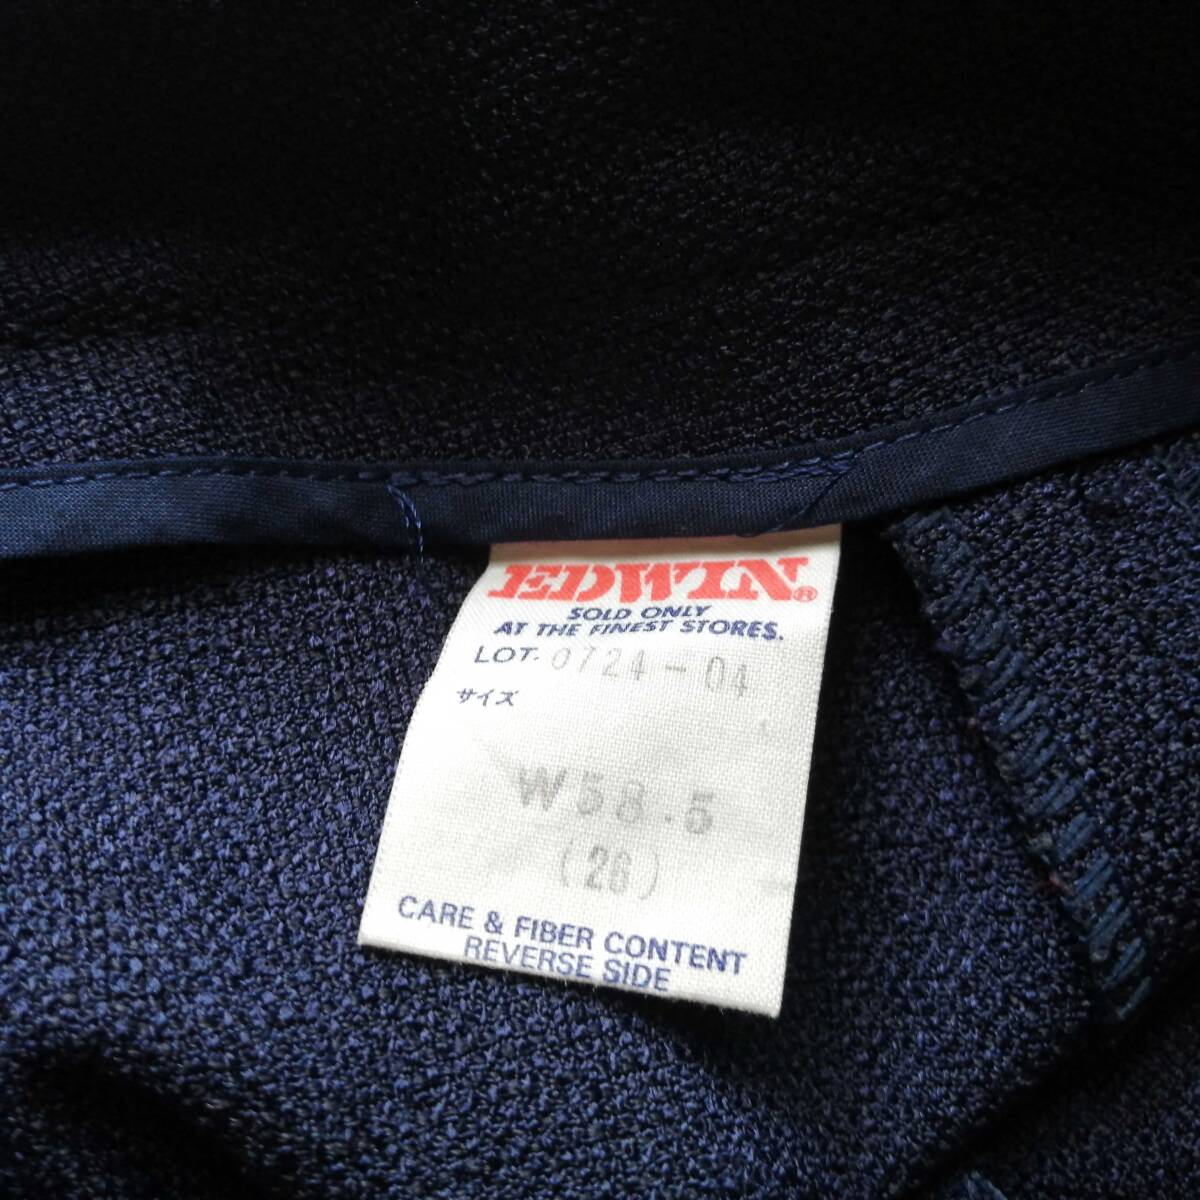 EDWIN®
SOLD ONLY
AT THE FINEST STORES.
LOT. 0724-04
サイズ
W58.5
(26)
CARE & FIBER CONTENT
REVERSE SIDE